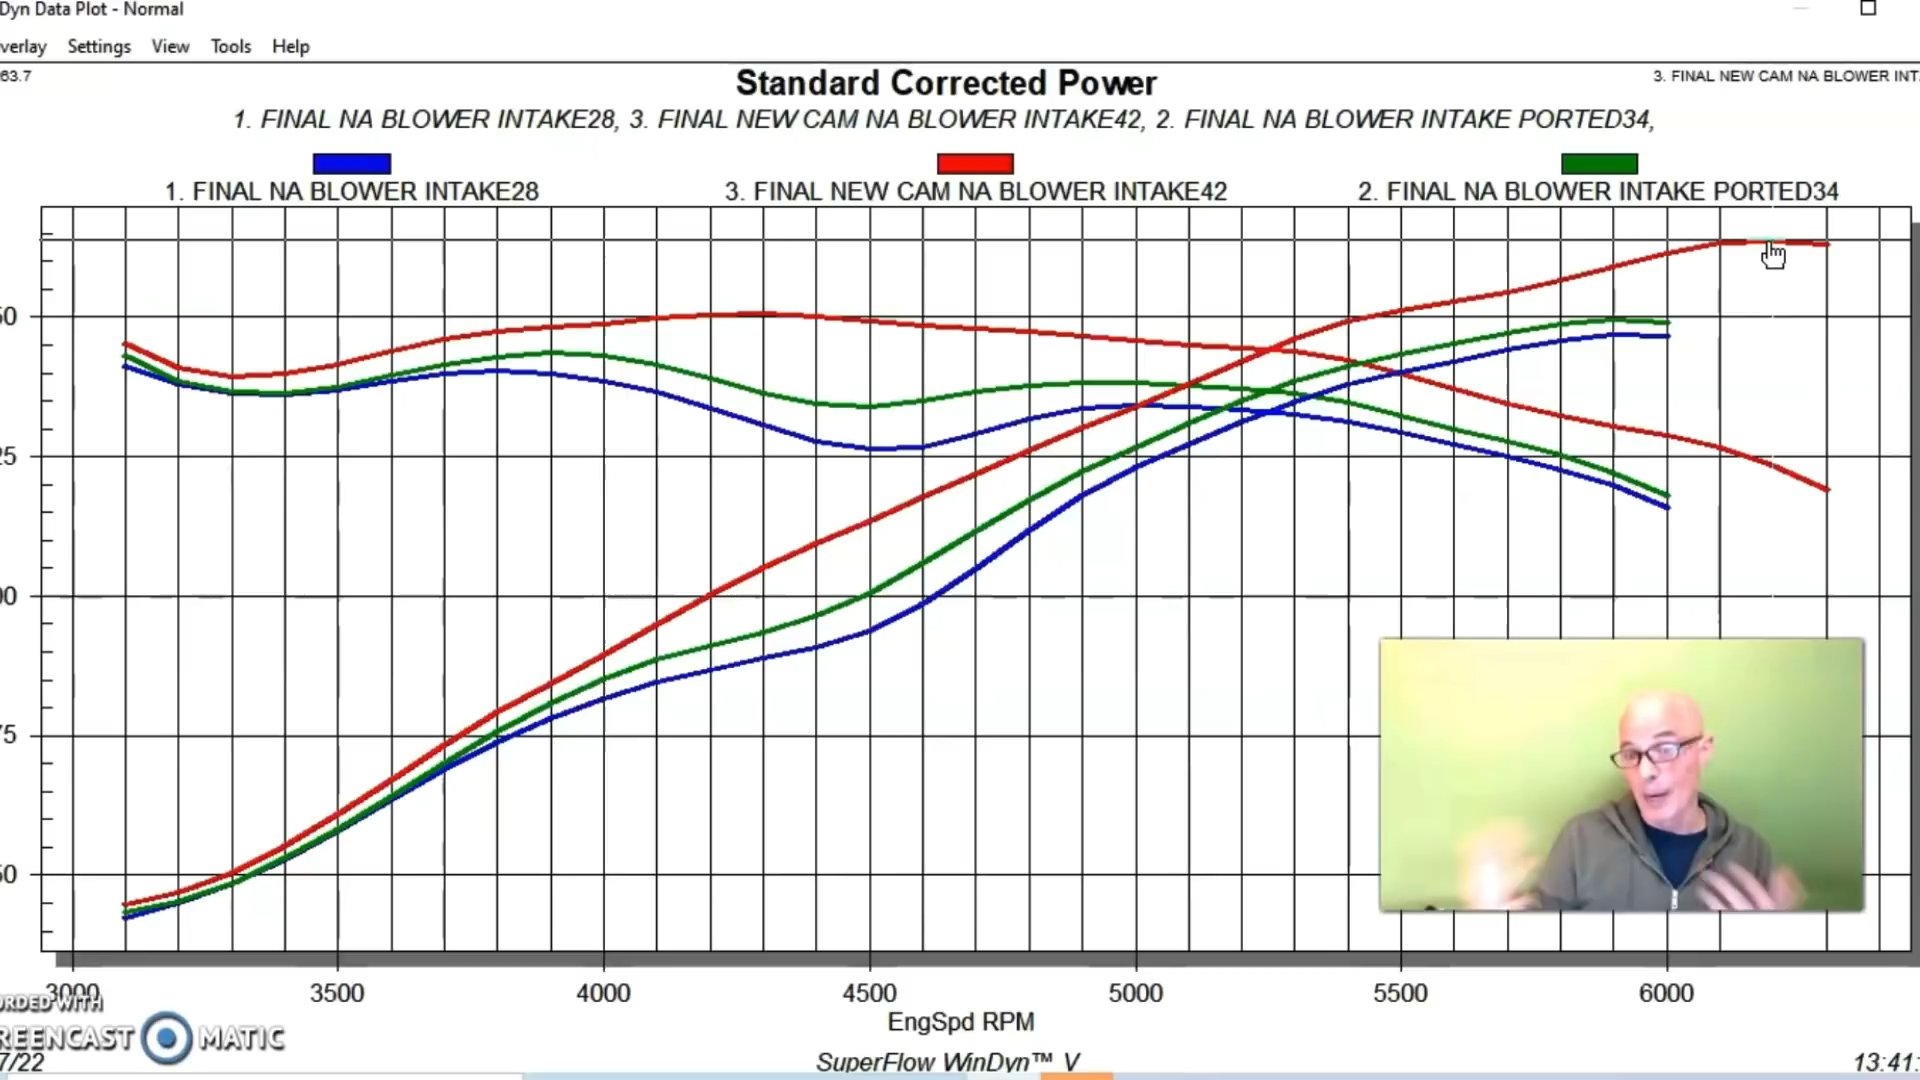 Dyn Data Plot - Normal
verlay Settings View Tools Help
63.7
Standard Corrected Power
3. FINAL NEW CAM NA BLOWER INT
1. FINAL NA BLOWER INTAKE28, 3. FINAL NEW CAM NA BLOWER INTAKE42, 2. FINAL NA BLOWER INTAKE PORTED34,
1. FINAL NA BLOWER INTAKE28
3. FINAL NEW CAM NA BLOWER INTAKE42
2. FINAL NA BLOWER INTAKE PORTED34
50
25
00
75
50
3000 3500 4000 4500 5000 5500 6000
EngSpd RPM
ORDED WITH
REENCAST MATIC
7/22
SuperFlow WinDyn™ V
13:41: